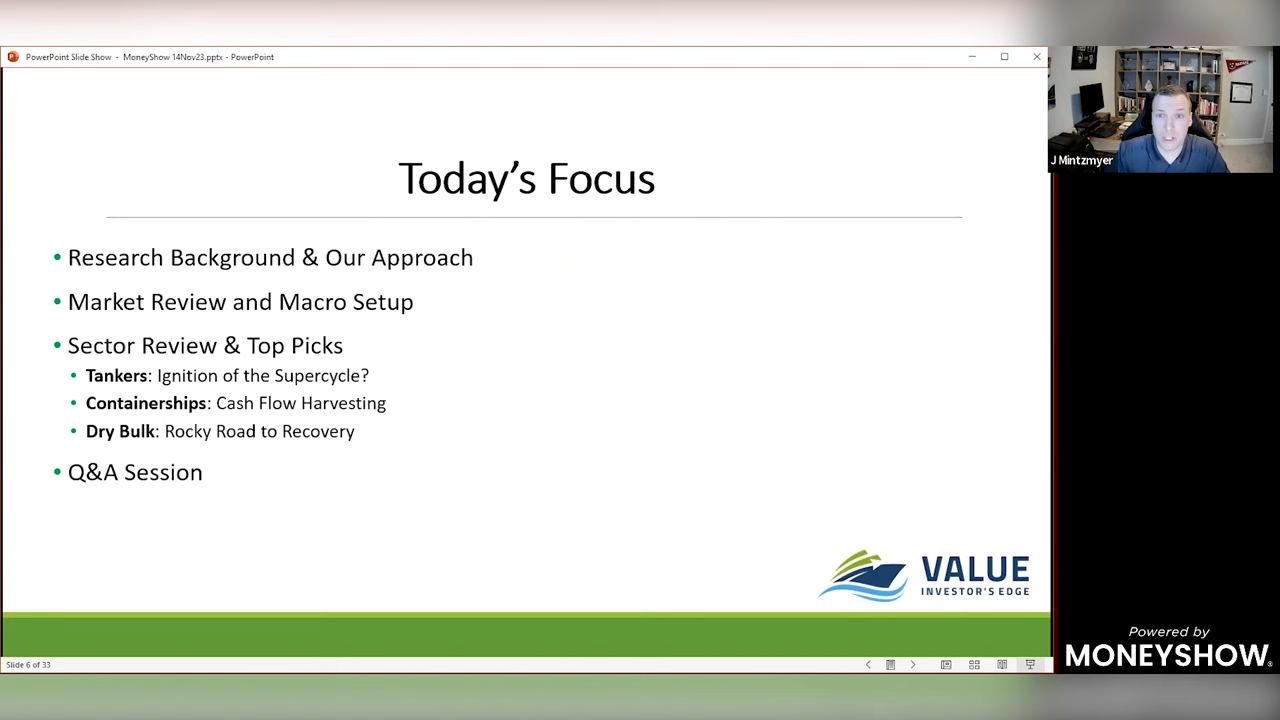 PowerPoint Slide Show - MoneyShow 14Nov23.pptx - PowerPoint
J Mintzmyer
Today's Focus
• Research Background & Our Approach
• Market Review and Macro Setup
• Sector Review & Top Picks
• Tankers: Ignition of the Supercycle?
• Containerships: Cash Flow Harvesting
• Dry Bulk: Rocky Road to Recovery
• Q&A Session
VALUE
INVESTOR'S EDGE
Slide 6 of 33
Powered by
MONEYSHOW®